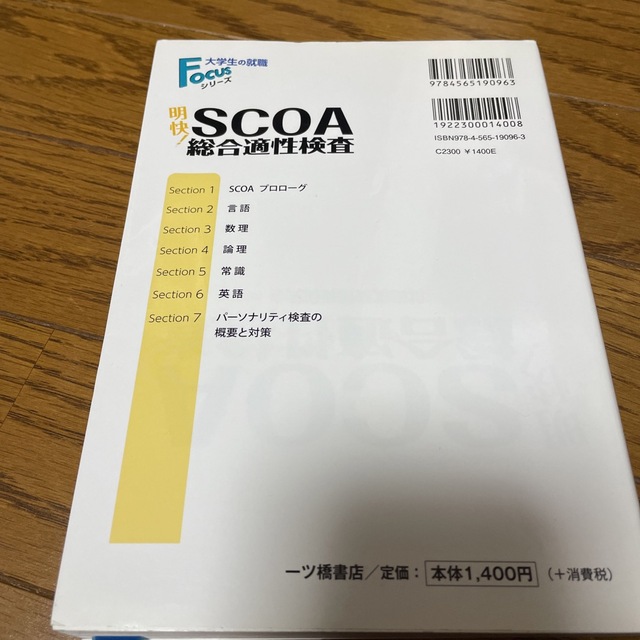 大学生の就職
Focus
シリーズ
明快!
SCOA
総合適性検査
9784565190963
1922300014008
ISBN978-4-565-19096-3
C2300 ¥1400E
Section 1 SCOA プロローグ
Section 2 言語
Section 3 数理
Section 4 論理
Section 5 常識
Section 6 英語
Section 7 パーソナリティ検査の
概要と対策
一ツ橋書店/定価:本体1,400円(+消費税)